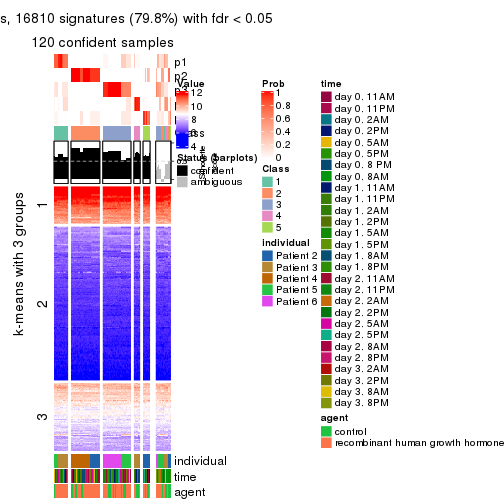 s, 16810 signatures (79.8%) with fdr < 0.05
120 confident samples
p1
p2
Value
12
10
8
6
4
Status (barplots)
confident
ambiguous
1
2
3
k-means with 3 groups
individual
time
agent
Prob
1
0.8
0.6
0.4
0.2
0
Class
1
2
3
4
5
individual
Patient 2
Patient 3
Patient 4
Patient 5
Patient 6
time
day 0. 11AM
day 0. 11PM
day 0. 2AM
day 0. 2PM
day 0. 5AM
day 0. 5PM
day 0. 8 PM
day 0. 8AM
day 1. 11AM
day 1. 11PM
day 1. 2AM
day 1. 2PM
day 1. 5AM
day 1. 5PM
day 1. 8AM
day 1. 8PM
day 2. 11AM
day 2. 11PM
day 2. 2AM
day 2. 2PM
day 2. 5AM
day 2. 5PM
day 2. 8AM
day 2. 8PM
day 3. 2AM
day 3. 2PM
day 3. 8AM
day 3. 8PM
agent
control
recombinant human growth hormone